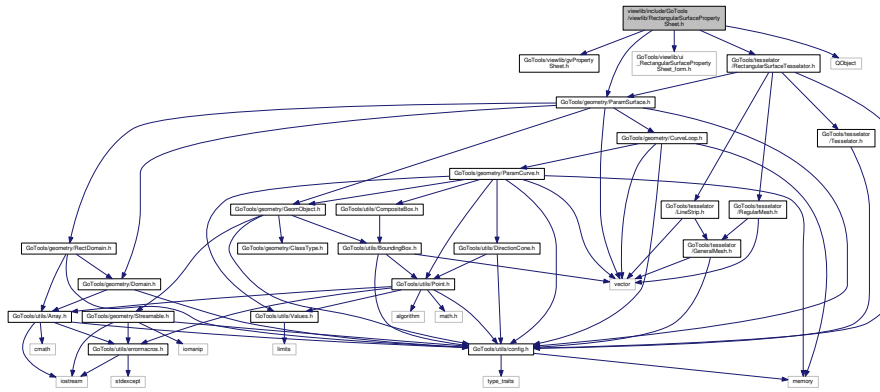 viewlib/include/GoTools
/viewlib/RectangularSurfaceProperty
Sheet.h
GoTools/viewlib/gvProperty
Sheet.h
GoTools/viewlib/ui
_RectangularSurfaceProperty
Sheet_form.h
GoTools/tesselator
/RectangularSurfaceTesselator.h
QObject
GoTools/geometry/ParamSurface.h
GoTools/geometry/CurveLoop.h
GoTools/tesselator
/Tesselator.h
GoTools/geometry/ParamCurve.h
GoTools/geometry/GeomObject.h
GoTools/utils/CompositeBox.h
GoTools/tesselator
/LineStrip.h
GoTools/tesselator
/RegularMesh.h
GoTools/geometry/RectDomain.h
GoTools/geometry/ClassType.h
GoTools/utils/BoundingBox.h
GoTools/utils/DirectionCone.h
GoTools/tesselator
/GeneralMesh.h
GoTools/geometry/Domain.h
GoTools/utils/Point.h
vector
GoTools/utils/Array.h
GoTools/geometry/Streamable.h
GoTools/utils/Values.h
algorithm
math.h
cmath
GoTools/utils/errormacros.h
iomanip
limits
GoTools/utils/config.h
iostream
stdexcept
type_traits
memory